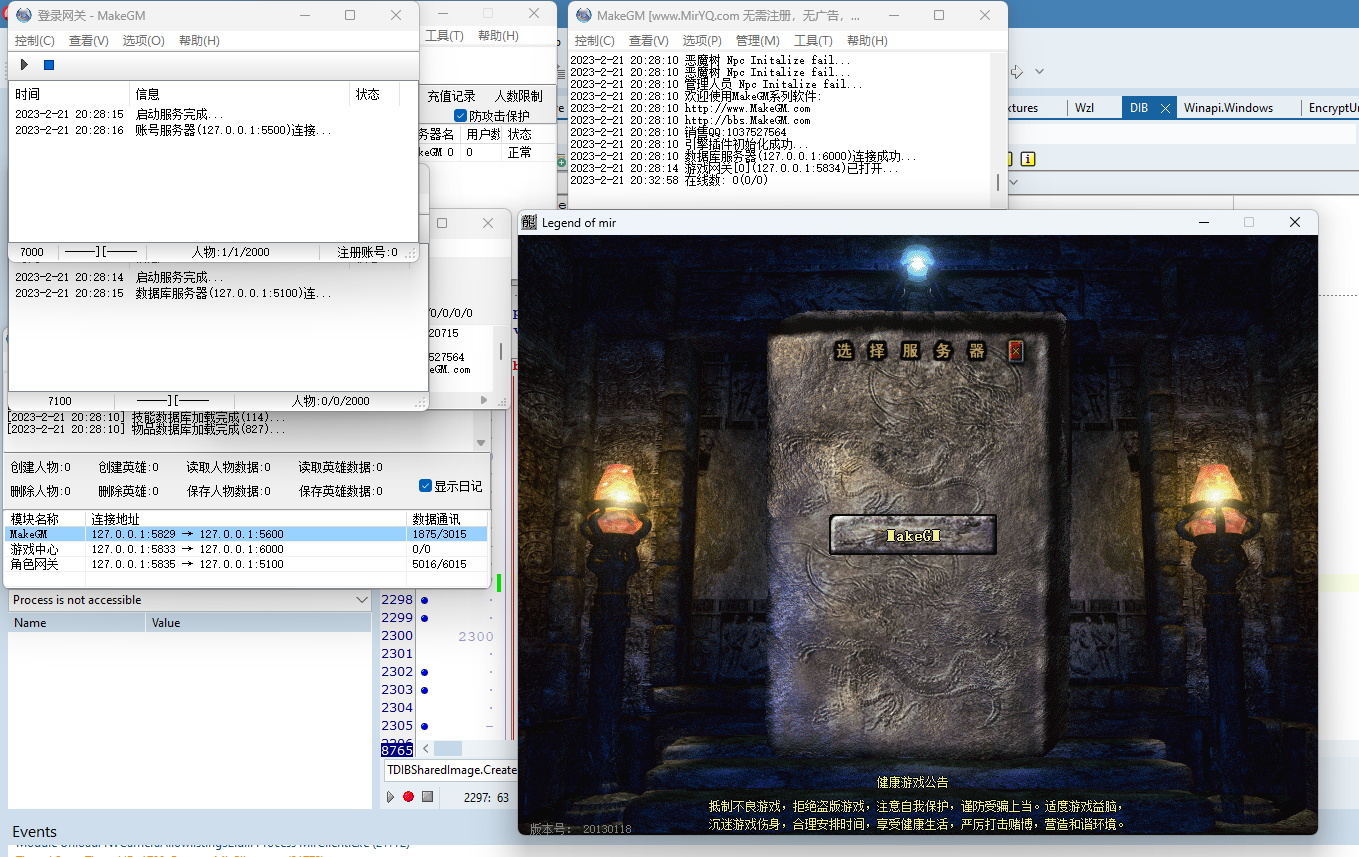 登录网关 - MakeGM
控制(C) 查看(V) 选项(O) 帮助(H)
时间 信息 状态
2023-2-21 20:28:15 启动服务完成...
2023-2-21 20:28:16 账号服务器(127.0.0.1:5500)连接...
7000 人物:1/1/2000 注册账号:0
工具(T) 帮助(H)
充值记录 人数限制
防攻击保护
务器名 用户数 状态
keGM 0 0 正常
MakeGM [www.MirYQ.com 无需注册，无广告，...
控制(C) 查看(V) 选项(P) 管理(M) 工具(T) 帮助(H)
2023-2-21 20:28:10 恶魔树 Npc Initalize fail...
2023-2-21 20:28:10 恶魔树 Npc Initalize fail...
2023-2-21 20:28:10 管理人员 Npc Initalize fail...
2023-2-21 20:28:10 欢迎使用MakeGM系列软件:
2023-2-21 20:28:10 http://www.MakeGM.com
2023-2-21 20:28:10 http://bbs.MakeGM.com
2023-2-21 20:28:10 销售QQ:1037527564
2023-2-21 20:28:10 引擎插件初始化成功...
2023-2-21 20:28:10 数据库服务器(127.0.0.1:6000)连接成功...
2023-2-21 20:28:14 游戏网关[0](127.0.0.1:5834)已打开...
2023-2-21 20:32:58 在线数: 0(0/0)
xtures Wzl DIB Winapi.Windows EncryptUn
2023-2-21 20:28:14 启动服务完成...
2023-2-21 20:28:15 数据库服务器(127.0.0.1:5100)连...
7100 人物:0/0/2000
/0/0/0/0
20715
527564
eGM.com
[2023-2-21 20:28:10] 技能数据库加载完成(114)...
[2023-2-21 20:28:10] 物品数据库加载完成(827)...
创建人物:0 创建英雄:0 读取人物数据:0 读取英雄数据:0
删除人物:0 删除英雄:0 保存人物数据:0 保存英雄数据:0
显示日记
模块名称 连接地址 数据通讯
MakeGM 127.0.0.1:5829 → 127.0.0.1:5600 1875/3015
游戏中心 127.0.0.1:5833 → 127.0.0.1:6000 0/0
角色网关 127.0.0.1:5835 → 127.0.0.1:5100 5016/6015
Process is not accessible
Name Value
2298
2299
2300 2300
2301
2302
2303
2304
2305
8765
TDIBSharedImage.Create
2297: 63
Events
Legend of mir
选择服务器
MakeGM
健康游戏公告
抵制不良游戏，拒绝盗版游戏，注意自我保护，谨防受骗上当。适度游戏益脑，
沉迷游戏伤身，合理安排时间，享受健康生活，严厉打击赌博，营造和谐环境。
版本号： 20130118